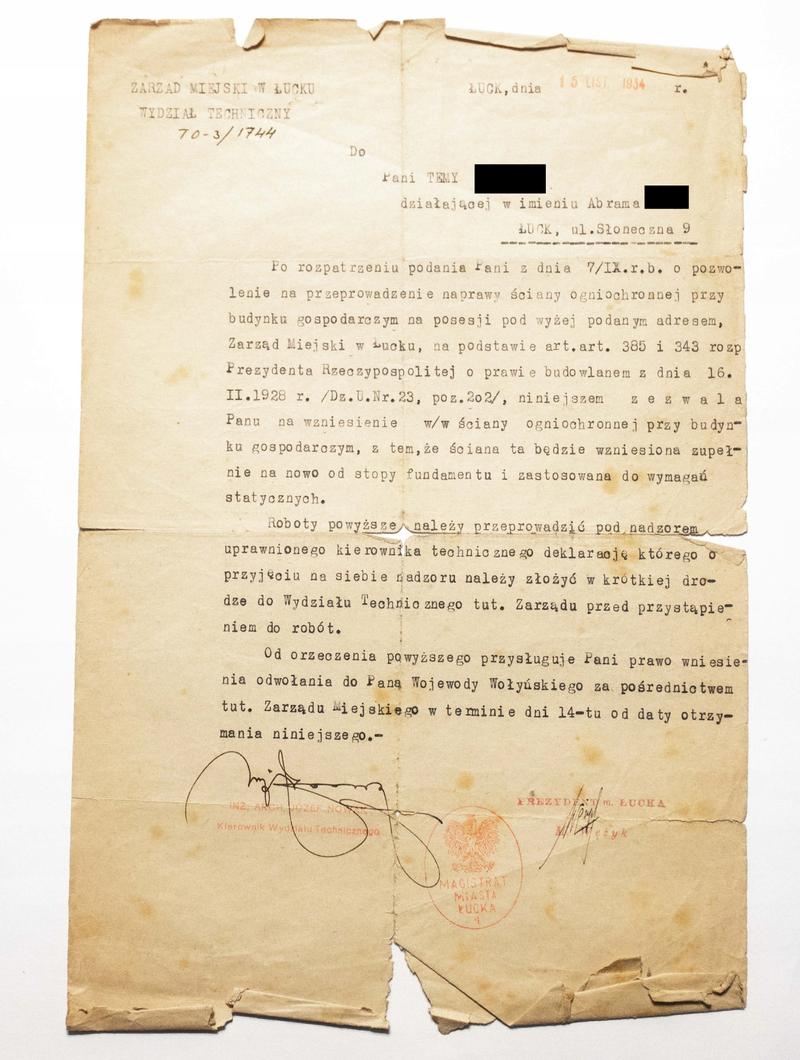 ZARZĄD MIEJSKI W ŁUCKU
WYDZIAŁ TECHNICZNY
70-3/1744
ŁUCK, dnia 15 LIST. 1934 r.
Do
Pani TEMY
działającej w imieniu Abrama
ŁUCK, ul.Słoneczna 9
Po rozpatrzeniu podania Pani z dnia 7/IX.r.b. o pozwo-
lenie na przeprowadzenie naprawy ściany ogniochronnej przy
budynku gospodarczym na posesji pod wyżej podanym adresem,
Zarząd Miejski w Łucku, na podstawie art.art. 385 i 343 rozp
Prezydenta Rzeczypospolitej o prawie budowlanem z dnia 16.
II.1928 r. /Dz.U.Nr.23, poz.2o2/, niniejszem z e z w a l a
Panu na wzniesienie w/w ściany ogniochronnej przy budyn-
ku gospodarczym, z tem,że ściana ta będzie wzniesiona zupeł-
nie na nowo od stopy fundamentu i zastosowana do wymagań
statycznych.
Roboty powyższe należy przeprowadzić pod nadzorem
uprawnionego kierownika technicznego deklarację którego o
przyjęciu na siebie nadzoru należy złożyć w krótkiej dro-
dze do Wydziału Technicznego tut. Zarządu przed przystąpie-
niem do robót.
Od orzeczenia powyższego przysługuje Pani prawo wniesie-
nia odwołania do Pana Wojewody Wołyńskiego za pośrednictwem
tut. Zarządu Miejskiego w terminie dni 14-tu od daty otrzy-
mania niniejszego.-
INŻ. ARCH. JÓZEF NOWAK
Kierownik Wydziału Technicznego
PREZYDENT m. ŁUCKA
MAGISTRAT
MIASTA
ŁUCKA